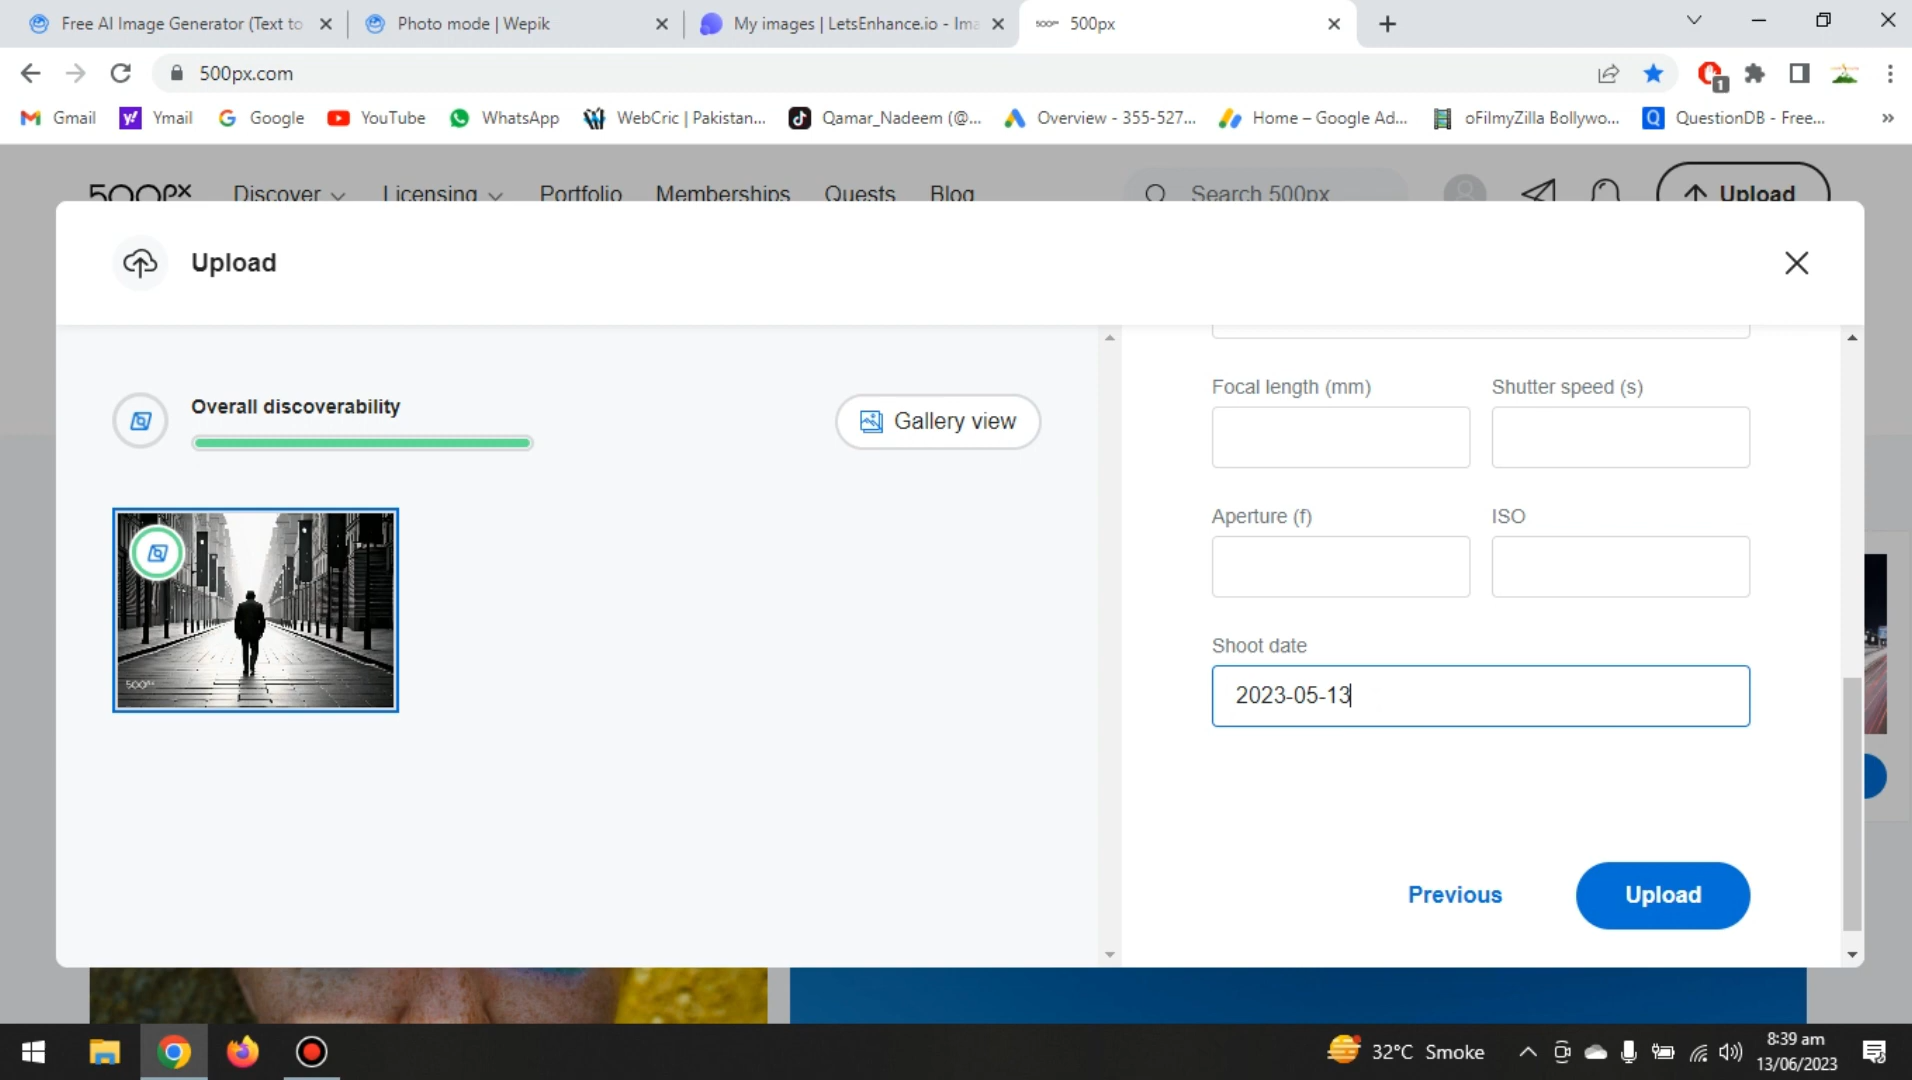 Free AI Image Generator (Text to
Photo mode | Wepik
My images | LetsEnhance.io - Ima
500px
500px
500px.com
1
Gmail
Ymail
Google
YouTube
WhatsApp
WebCric | Pakistan...
Qamar_Nadeem (@...
Overview - 355-527...
Home – Google Ad...
oFilmyZilla Bollywo...
Q
QuestionDB - Free...
»
500px
Discover
Licensing
Portfolio
Memberships
Quests
Blog
Search 500px
Upload
Upload
Overall discoverability
Gallery view
500px
Focal length (mm)
Shutter speed (s)
Aperture (f)
ISO
Shoot date
2023-05-13
Previous
Upload
32°C Smoke
8:39 am
13/06/2023